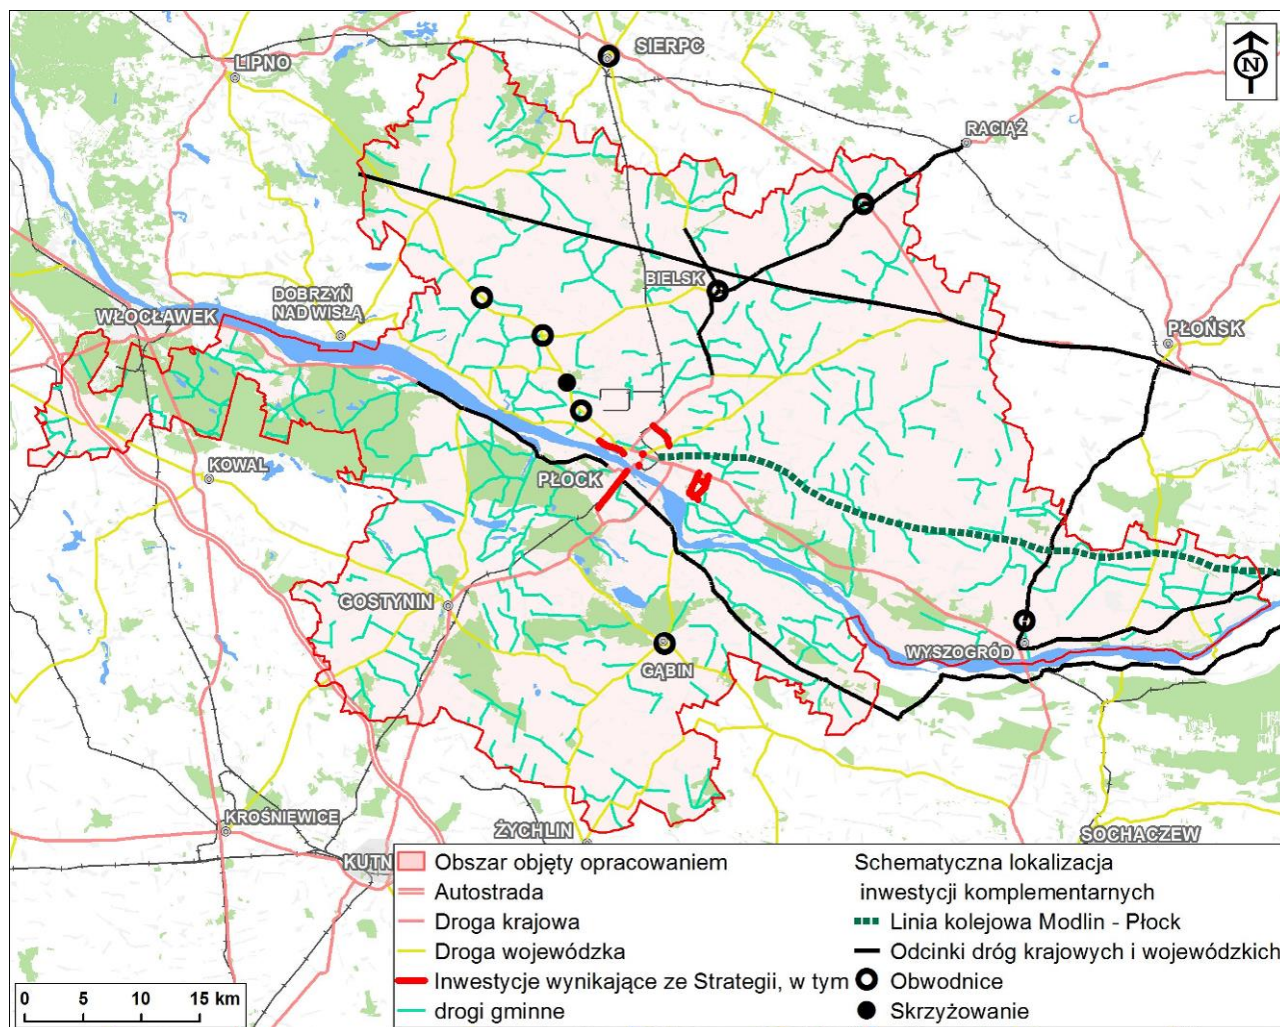 SIERPC
N
LIPNO
RACIĄŻ
BIELSK
DOBRZYŃ
NAD WISŁĄ
WŁOCŁAWEK
PŁOŃSK
KOWAL
PŁOCK
GOSTYNIN
WYSZOGRÓD
GĄBIN
KROŚNIEWICE
ŻYCHLIN
SOCHACZEW
KUTN
Obszar objęty opracowaniem
Autostrada
Droga krajowa
Droga wojewódzka
Inwestycje wynikające ze Strategii, w tym
drogi gminne
Schematyczna lokalizacja
inwestycji komplementarnych
Linia kolejowa Modlin - Płock
Odcinki dróg krajowych i wojewódzkich
Obwodnice
Skrzyżowanie
0 5 10 15 km